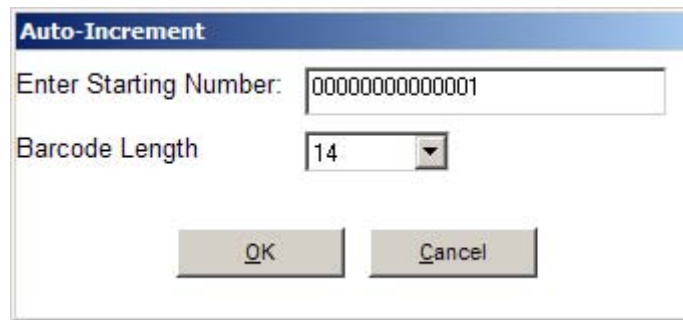 Auto-Increment
Enter Starting Number: 00000000000001
Barcode Length 14
OK Cancel